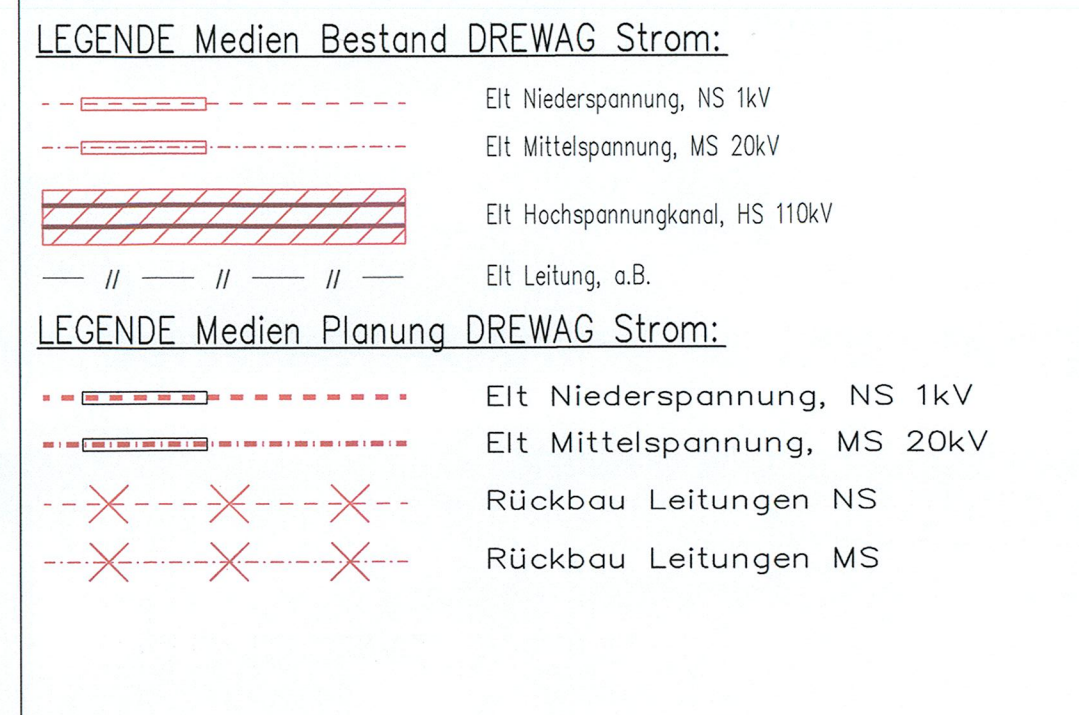 LEGENDE Medien Bestand DREWAG Strom:
Elt Niederspannung, NS 1kV
Elt Mittelspannung, MS 20kV
Elt Hochspannungkanal, HS 110kV
Elt Leitung, a.B.
LEGENDE Medien Planung DREWAG Strom:
Elt Niederspannung, NS 1kV
Elt Mittelspannung, MS 20kV
Rückbau Leitungen NS
Rückbau Leitungen MS